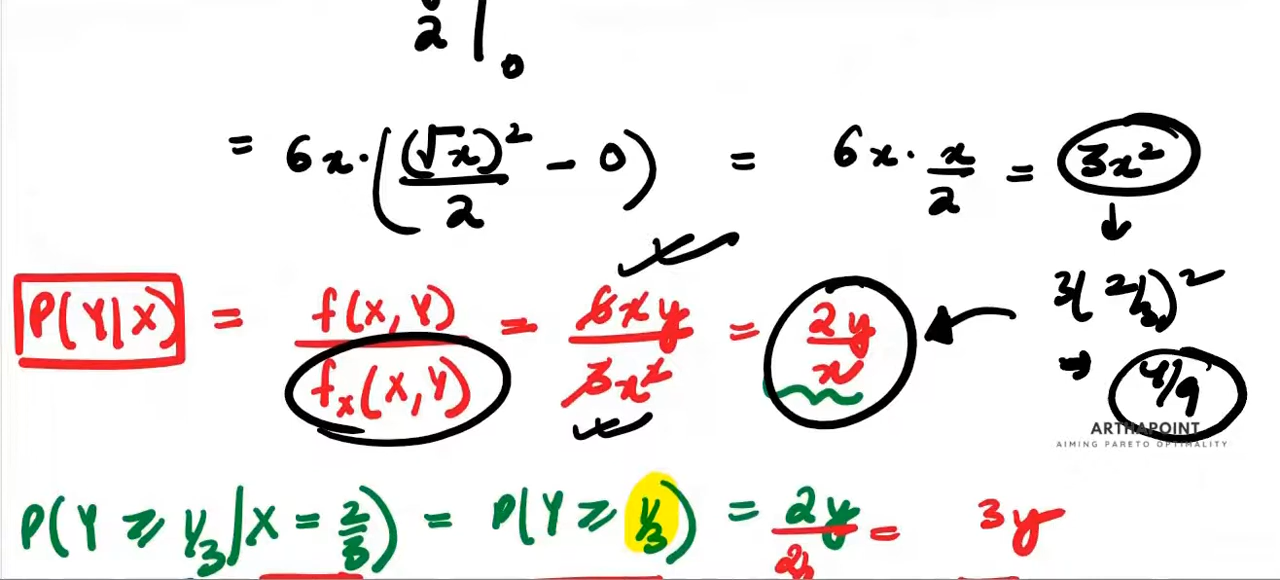 2 | 0
= 6x · ( (√x)² / 2 − 0 ) = 6x · x/2 = 3x²
↓
3(2/3)²
P(Y|X) = f(X,Y) / fx(X,Y) = 6xy / 3x² = 2y / x
⇒ 4/9
ARTHAPOINT
AIMING PARETO OPTIMALITY
P(Y ≥ 1/3 / X = 2/3) = P(Y ≥ 1/3) = 2y / 2/ = 3y